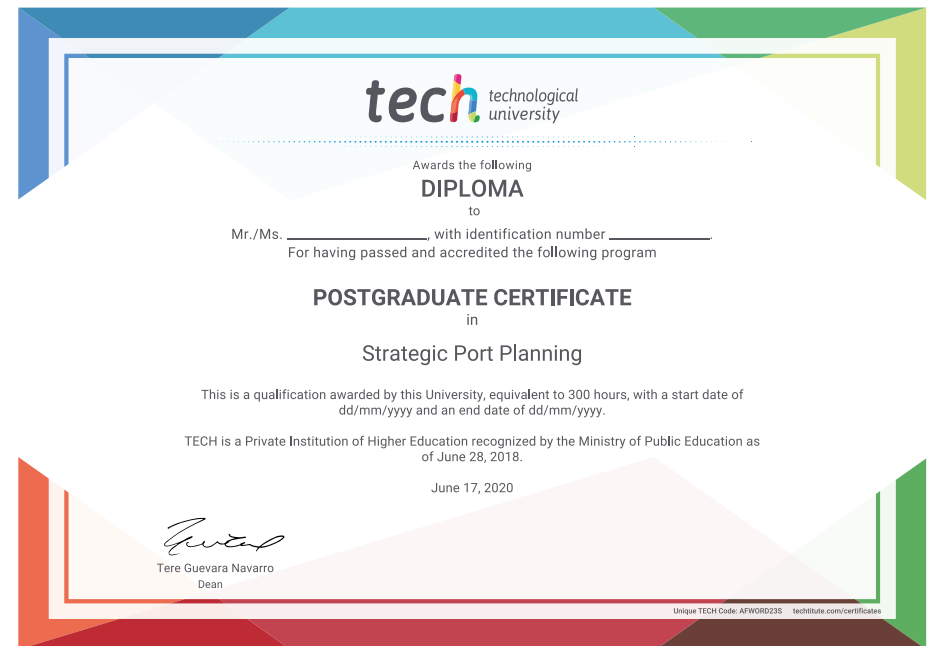 tech technological
university
Awards the following
DIPLOMA
to
Mr./Ms. ____________________, with identification number ______________.
For having passed and accredited the following program
POSTGRADUATE CERTIFICATE
in
Strategic Port Planning
This is a qualification awarded by this University, equivalent to 300 hours, with a start date of
dd/mm/yyyy and an end date of dd/mm/yyyy.
TECH is a Private Institution of Higher Education recognized by the Ministry of Public Education as
of June 28, 2018.
June 17, 2020
Tere Guevara Navarro
Dean
Unique TECH Code: AFWORD23S techtitute.com/certificates